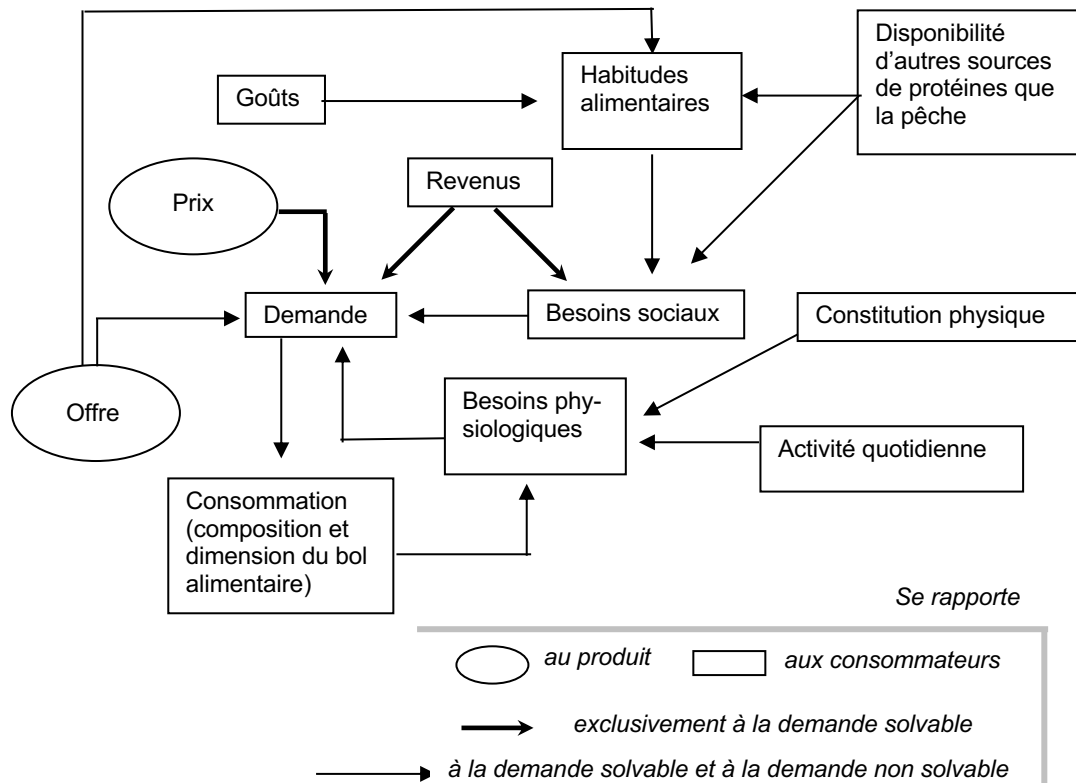 Disponibilité
d'autres sources
de protéines que
la pêche
Habitudes
alimentaires
Goûts
Revenus
Prix
Demande
Besoins sociaux
Constitution physique
Offre
Besoins phy-
siologiques
Activité quotidienne
Consommation
(composition et
dimension du bol
alimentaire)
Se rapporte
au produit
aux consommateurs
exclusivement à la demande solvable
à la demande solvable et à la demande non solvable